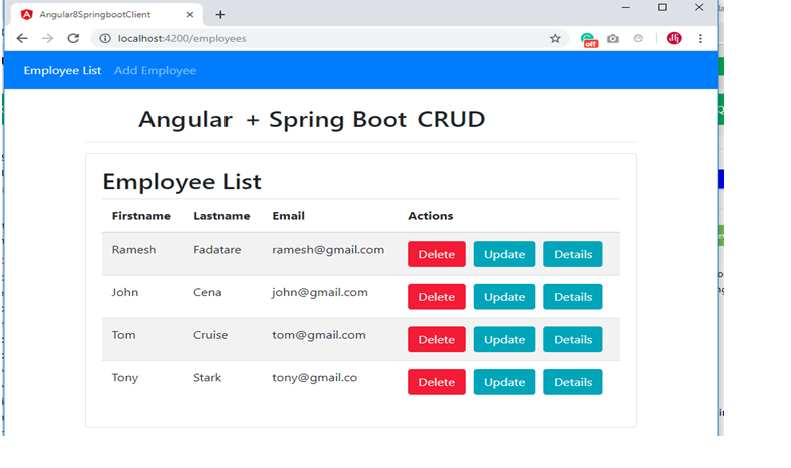 Angular8SpringbootClient
localhost:4200/employees
off
Employee List Add Employee
Angular + Spring Boot CRUD
Employee List
Firstname Lastname Email Actions
Ramesh Fadatare ramesh@gmail.com Delete Update Details
John Cena john@gmail.com Delete Update Details
Tom Cruise tom@gmail.com Delete Update Details
Tony Stark tony@gmail.co Delete Update Details